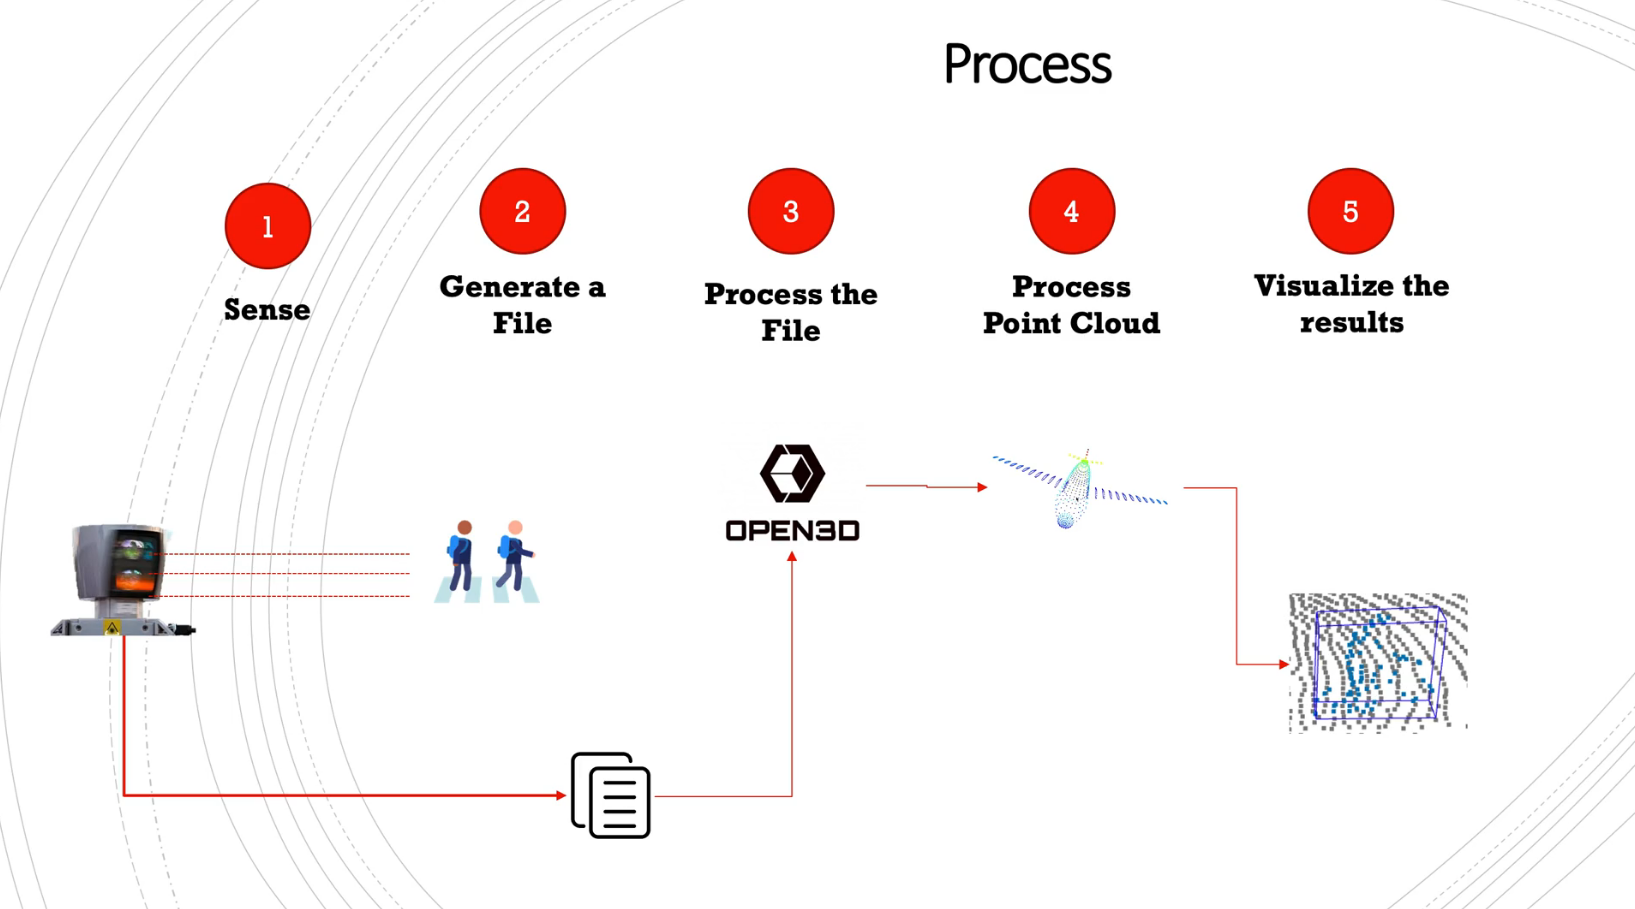 Process
1
Sense
2
Generate a
File
3
Process the
File
4
Process
Point Cloud
5
Visualize the
results
OPEN3D